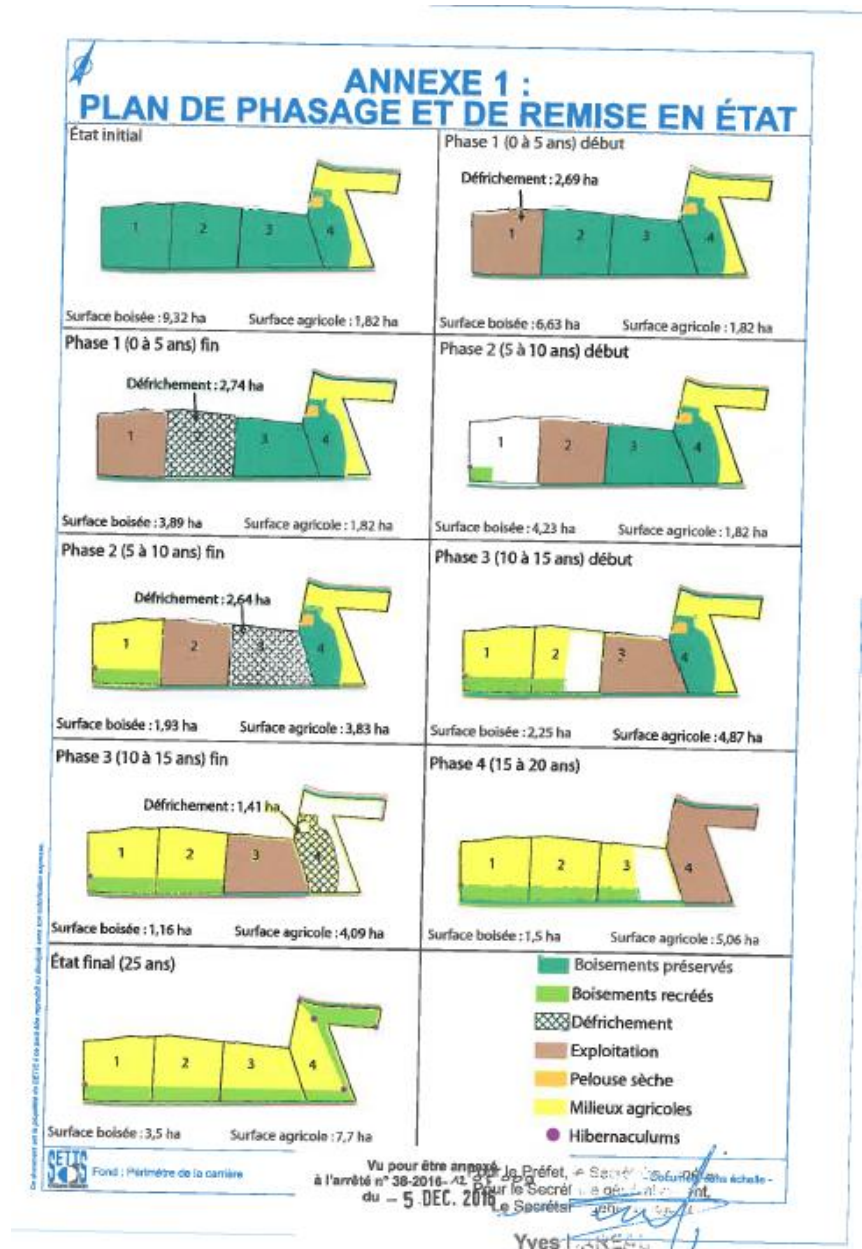 ANNEXE 1 :
PLAN DE PHASAGE ET DE REMISE EN ÉTAT
État initial
1
2
3
4
Surface boisée : 9,32 ha Surface agricole : 1,82 ha
Phase 1 (0 à 5 ans) début
Défrichement : 2,69 ha
1
2
3
4
Surface boisée : 6,63 ha Surface agricole : 1,82 ha
Phase 1 (0 à 5 ans) fin
Défrichement : 2,74 ha
1
2
3
4
Surface boisée : 3,89 ha Surface agricole : 1,82 ha
Phase 2 (5 à 10 ans) début
1
2
3
4
Surface boisée : 4,23 ha Surface agricole : 1,82 ha
Phase 2 (5 à 10 ans) fin
Défrichement : 2,64 ha
1
2
3
4
Surface boisée : 1,93 ha Surface agricole : 3,83 ha
Phase 3 (10 à 15 ans) début
1
2
3
4
Surface boisée : 2,25 ha Surface agricole : 4,87 ha
Phase 3 (10 à 15 ans) fin
Défrichement : 1,41 ha
1
2
3
4
Surface boisée : 1,16 ha Surface agricole : 4,09 ha
Phase 4 (15 à 20 ans)
1
2
3
4
Surface boisée : 1,5 ha Surface agricole : 5,06 ha
État final (25 ans)
1
2
3
4
Surface boisée : 3,5 ha Surface agricole : 7,7 ha
Boisements préservés
Boisements recréés
Défrichement
Exploitation
Pelouse sèche
Milieux agricoles
Hibernaculums
Fond : Périmètre de la carrière
Vu pour être annexé
à l'arrêté n° 38-2016-
du - 5 DEC. 2016
le Préfet,
Pour le Secrét
Le Secrétai
- Document sans échelle -
Yves